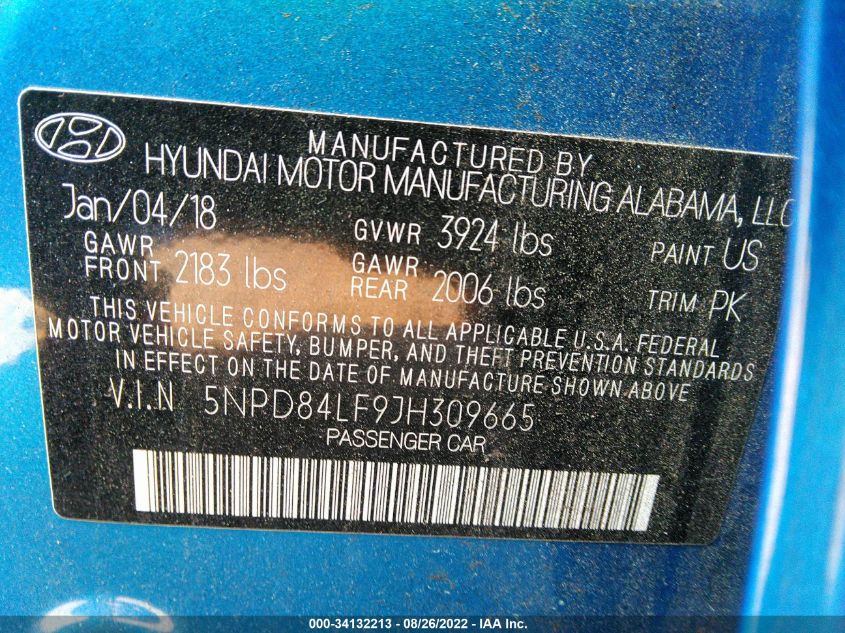 MANUFACTURED BY
HYUNDAI MOTOR MANUFACTURING ALABAMA, LLC
Jan/04/18 GVWR 3924 lbs PAINT US
GAWR FRONT 2183 lbs GAWR REAR 2006 lbs TRIM PK
THIS VEHICLE CONFORMS TO ALL APPLICABLE U.S.A. FEDERAL
MOTOR VEHICLE SAFETY, BUMPER, AND THEFT PREVENTION STANDARDS
IN EFFECT ON THE DATE OF MANUFACTURE SHOWN ABOVE
V.I.N 5NPD84LF9JH309665
PASSENGER CAR
000-34132213 - 08/26/2022 - IAA Inc.